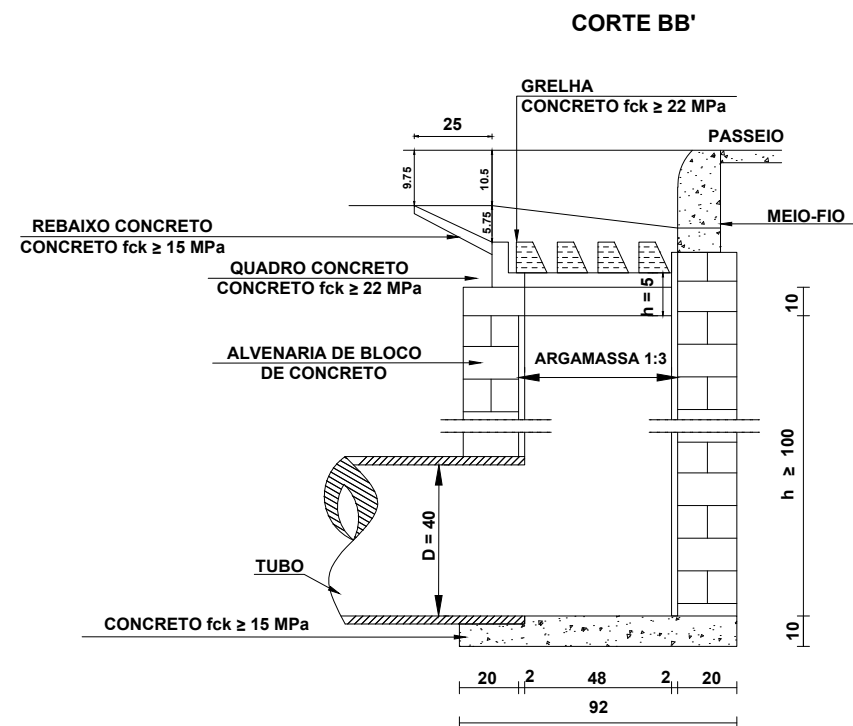 CORTE BB'
GRELHA
CONCRETO fck ≥ 22 MPa
25
PASSEIO
9.75
10.5
5.75
MEIO-FIO
REBAIXO CONCRETO
CONCRETO fck ≥ 15 MPa
QUADRO CONCRETO
CONCRETO fck ≥ 22 MPa
h = 5
10
ALVENARIA DE BLOCO
DE CONCRETO
ARGAMASSA 1:3
h ≥ 100
D = 40
TUBO
CONCRETO fck ≥ 15 MPa
10
20 2 48 2 20
92